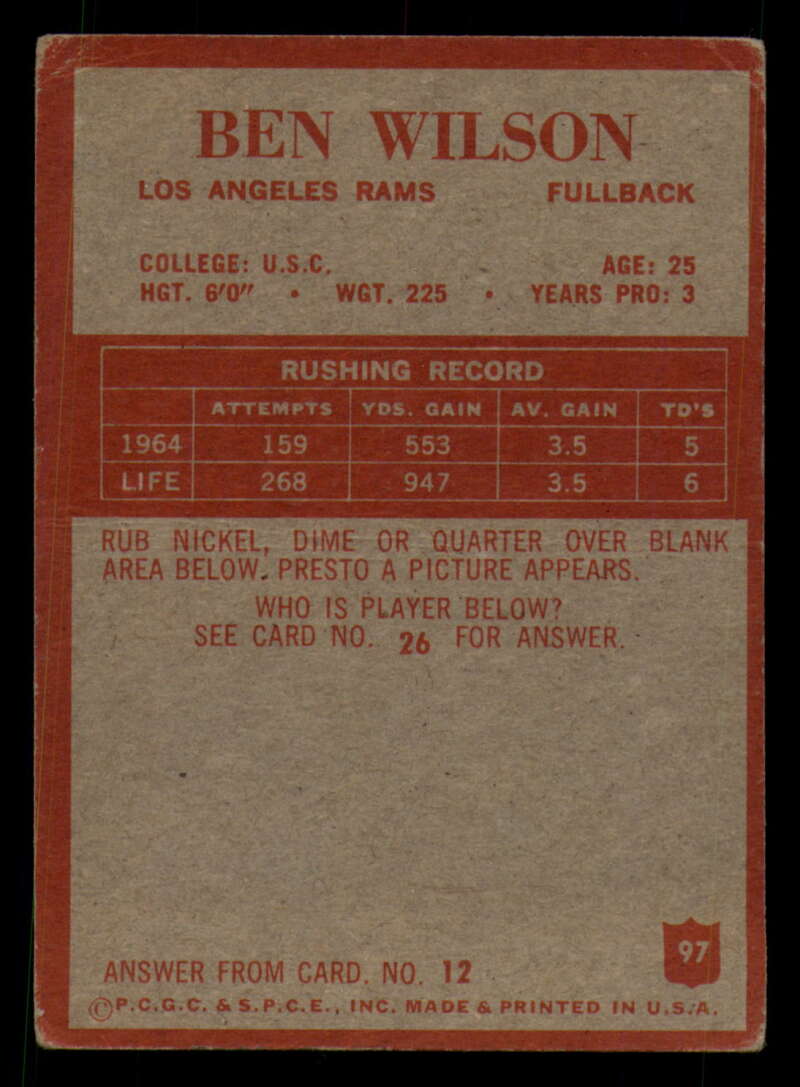 BEN WILSON
LOS ANGELES RAMS FULLBACK
COLLEGE: U.S.C. AGE: 25
HGT. 6'0" • WGT. 225 • YEARS PRO: 3
RUSHING RECORD
ATTEMPTS YDS. GAIN AV. GAIN TD'S
1964 159 553 3.5 5
LIFE 268 947 3.5 6
RUB NICKEL, DIME OR QUARTER OVER BLANK
AREA BELOW. PRESTO A PICTURE APPEARS.
WHO IS PLAYER BELOW?
SEE CARD NO. 26 FOR ANSWER.
97
ANSWER FROM CARD. NO. 12
©P.C.G.C. & S.P.C.E., INC. MADE & PRINTED IN U.S.A.